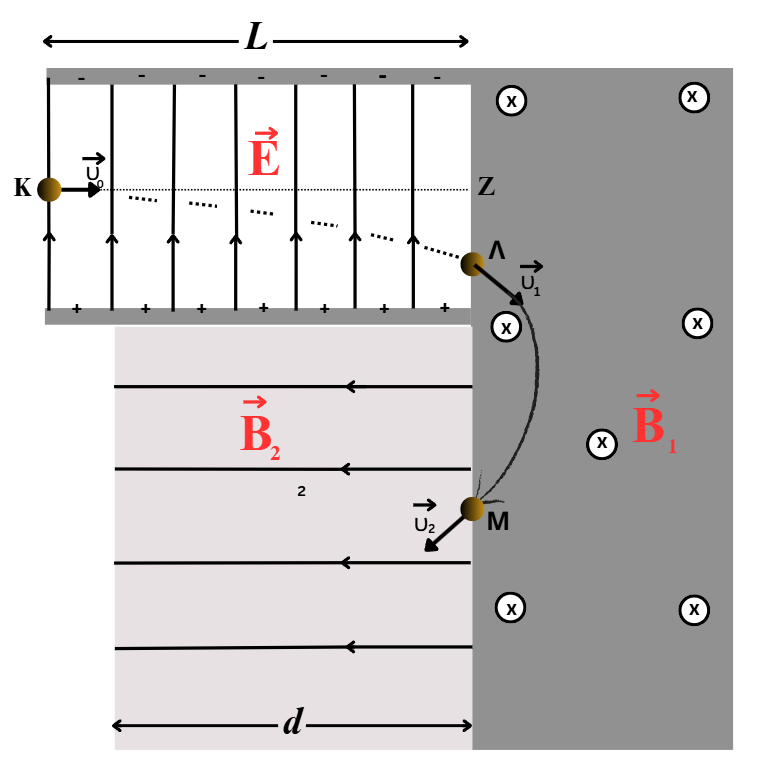 L
- - - - - - -
x x
E
K
U0
Z
Λ
U1
+ + + + + + +
x x
B2
B1
x
2
U2
M
x x
d